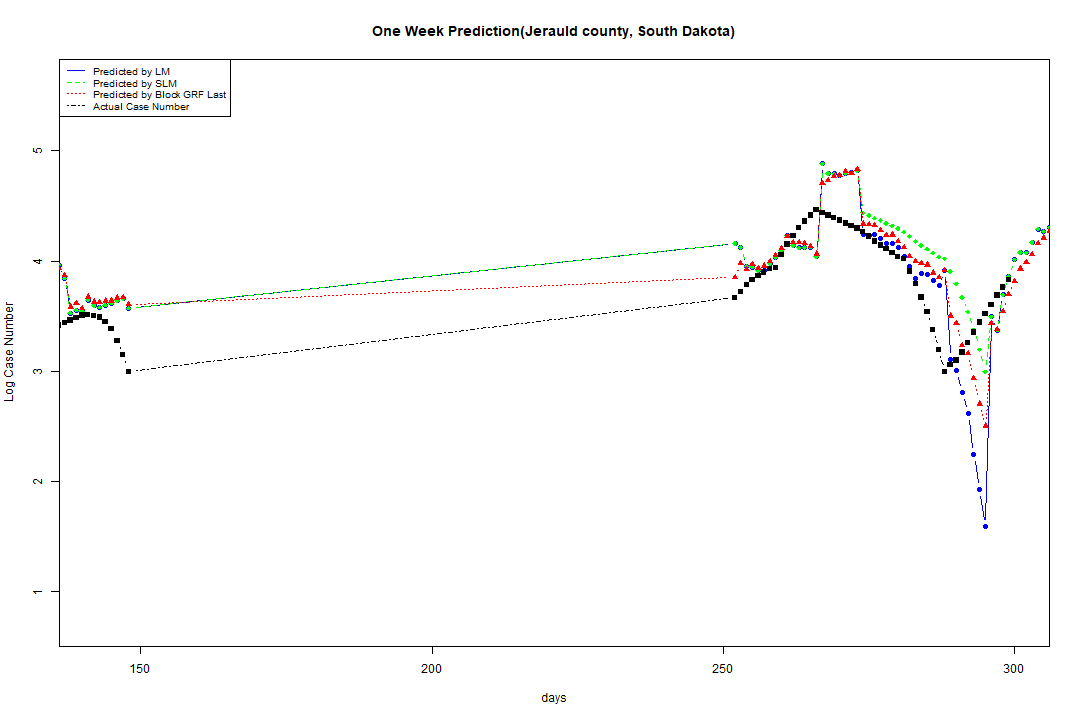 One Week Prediction(Jerauld county, South Dakota)
Predicted by LM
Predicted by SLM
Predicted by Block GRF Last
Actual Case Number
5
4
3
2
1
Log Case Number
150 200 250 300
days